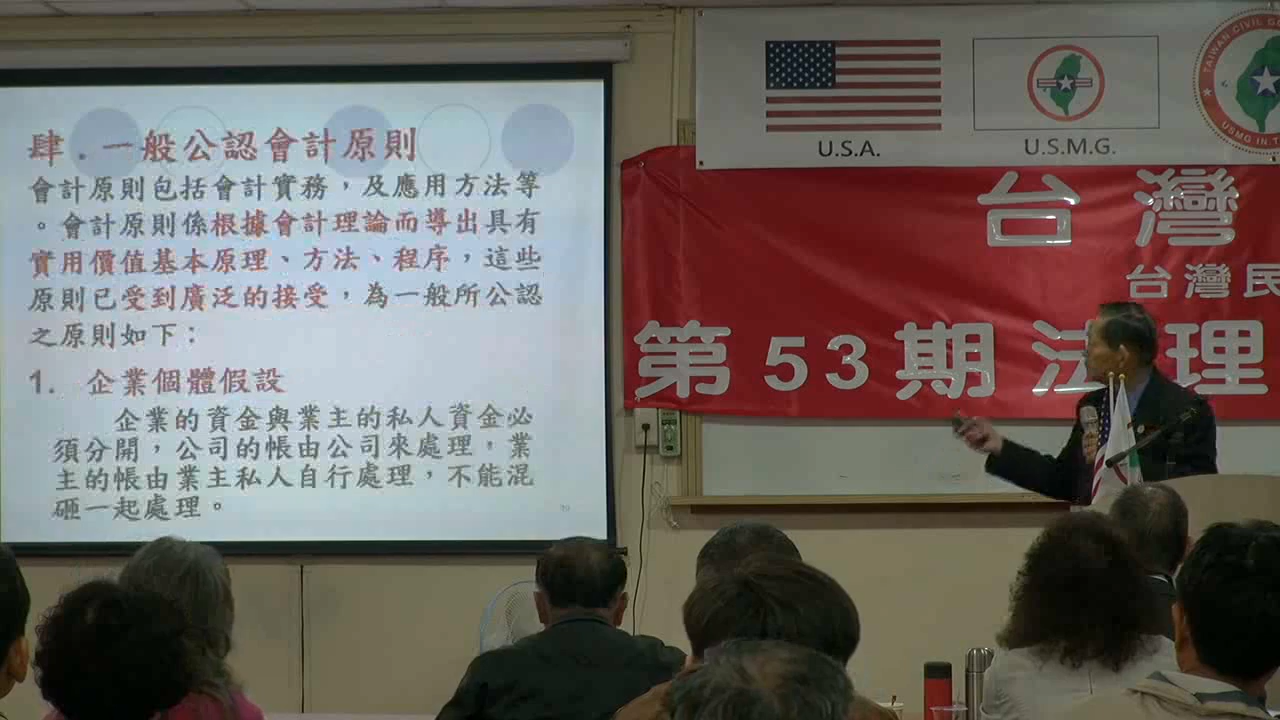 肆.一般公認會計原則
會計原則包括會計實務，及應用方法等
。會計原則係根據會計理論而導出具有
實用價值基本原理、方法、程序，這些
原則已受到廣泛的接受，為一般所公認
之原則如下：
1. 企業個體假設
企業的資金與業主的私人資金必
須分開，公司的帳由公司來處理，業
主的帳由業主私人自行處理，不能混
砸一起處理。
U.S.A.
U.S.M.G.
TAIWAN CIVIL GO
USMG IN T
台灣
台灣民
第53期法理